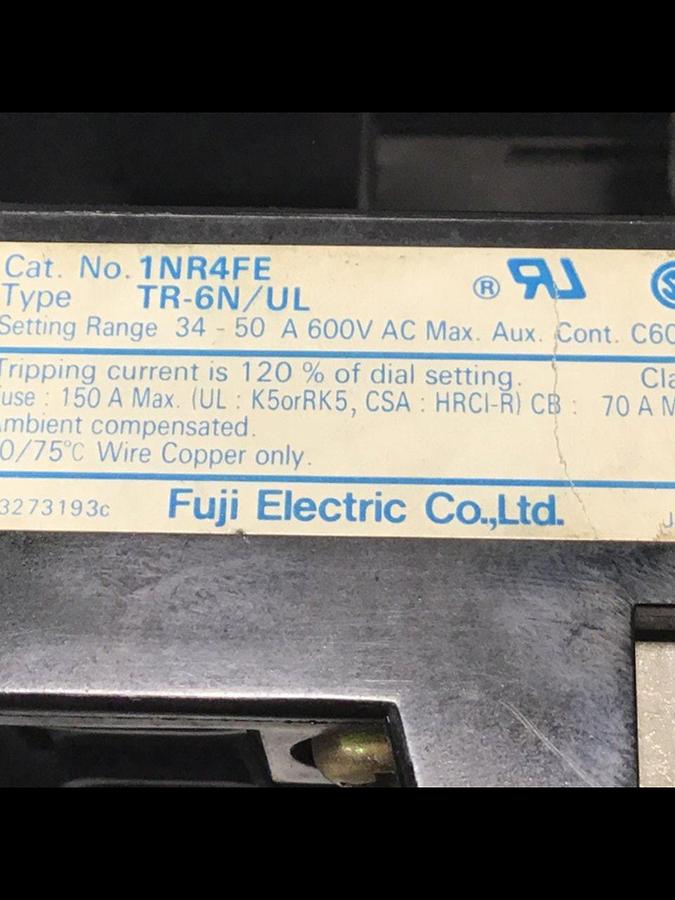 Cat. No. 1NR4FE
Type TR-6N/UL
®
Setting Range 34 - 50 A 600V AC Max. Aux. Cont. C60
Tripping current is 120 % of dial setting. Cla
use : 150 A Max. (UL : K5orRK5, CSA : HRCI-R) CB : 70 A M
mbient compensated.
0/75°C Wire Copper only.
3273193c Fuji Electric Co.,Ltd. J